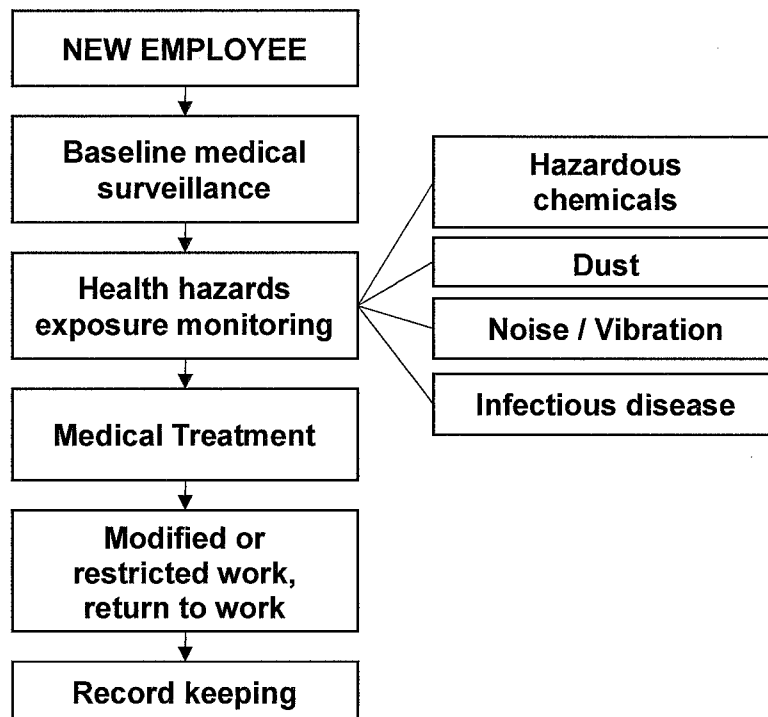 NEW EMPLOYEE
Baseline medical
surveillance
Health hazards
exposure monitoring
Medical Treatment
Modified or
restricted work,
return to work
Record keeping
Hazardous
chemicals
Dust
Noise / Vibration
Infectious disease